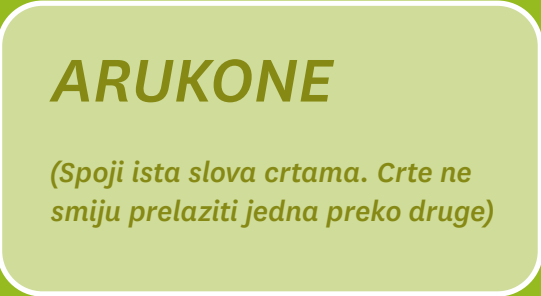 ARUKONE
(Spoji ista slova crtama. Crte ne
smiju prelaziti jedna preko druge)